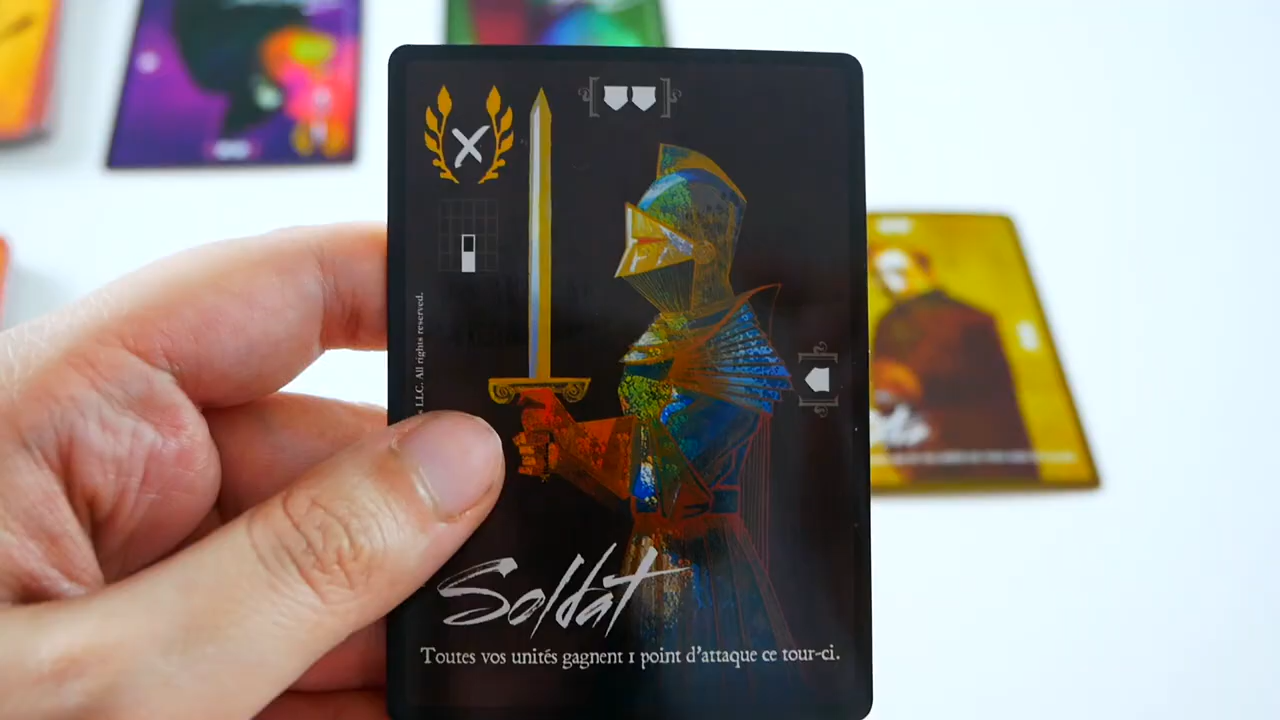 X
LLC. All rights reserved.
Soldat
Toutes vos unités gagnent 1 point d'attaque ce tour-ci.